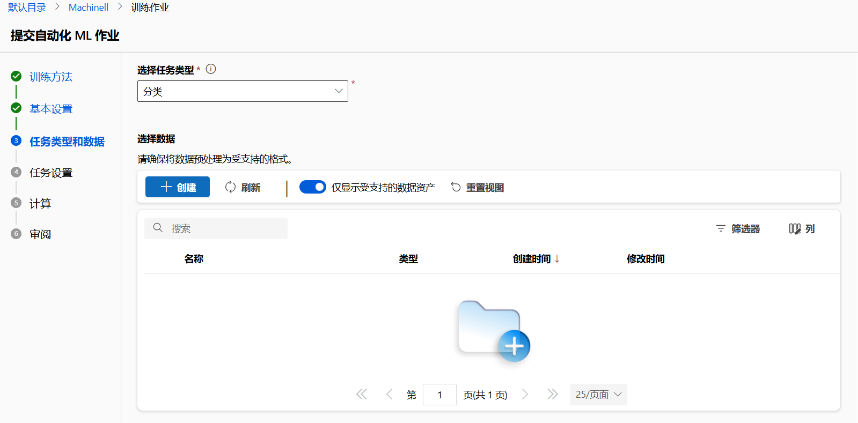 默认目录 > Machinell > 训练作业
提交自动化 ML 作业
训练方法
基本设置
3 任务类型和数据
4 任务设置
5 计算
6 审阅
选择任务类型 *
分类 *
选择数据
请确保将数据预处理为受支持的格式。
+ 创建 刷新 仅显示受支持的数据资产 重置视图
搜索 筛选器 列
名称 类型 创建时间 ↓ 修改时间
第 1 页(共 1 页) 25/页面